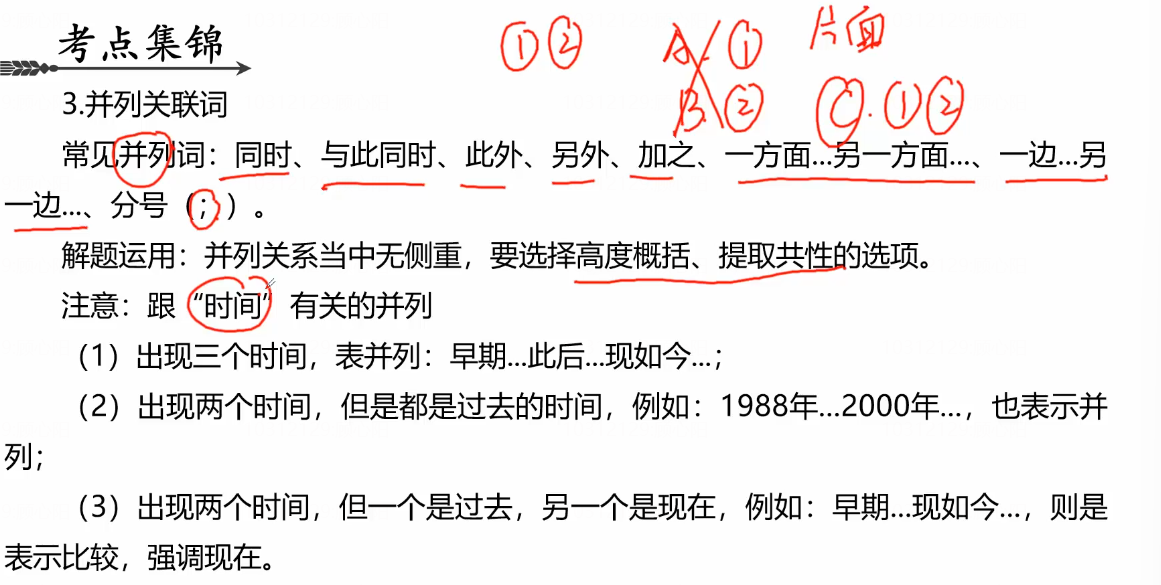 考点集锦
① ② A. ① 片面
B. ② C. ① ②
3.并列关联词
常见并列词：同时、与此同时、此外、另外、加之、一方面...另一方面...、一边...另
一边...、分号（；）。
解题运用：并列关系当中无侧重，要选择高度概括、提取共性的选项。
注意：跟“时间”有关的并列
（1）出现三个时间，表并列：早期...此后...现如今...；
（2）出现两个时间，但是都是过去的时间，例如：1988年...2000年...，也表示并
列；
（3）出现两个时间，但一个是过去，另一个是现在，例如：早期...现如今...，则是
表示比较，强调现在。